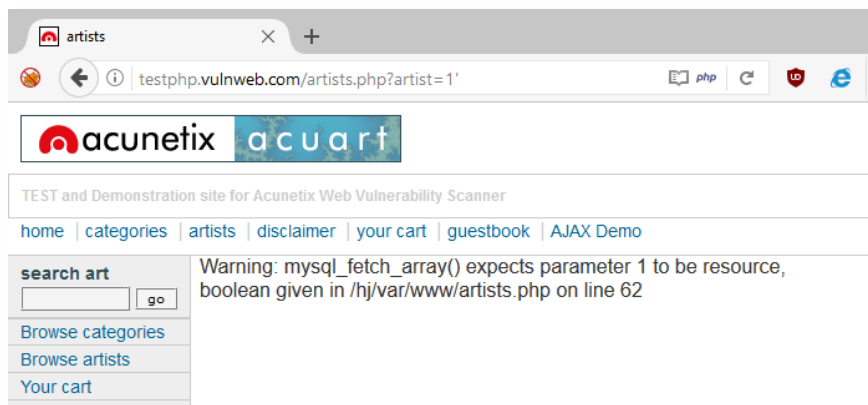 artists
testphp.vulnweb.com/artists.php?artist=1'
php
acunetix acuart
TEST and Demonstration site for Acunetix Web Vulnerability Scanner
home | categories | artists | disclaimer | your cart | guestbook | AJAX Demo
search art
go
Warning: mysql_fetch_array() expects parameter 1 to be resource,
boolean given in /hj/var/www/artists.php on line 62
Browse categories
Browse artists
Your cart